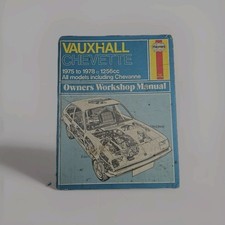 VAUXHALL
CHEVETTE
1975 to 1978 □ 1256cc
All models including Chevanne
Owners Workshop Manual